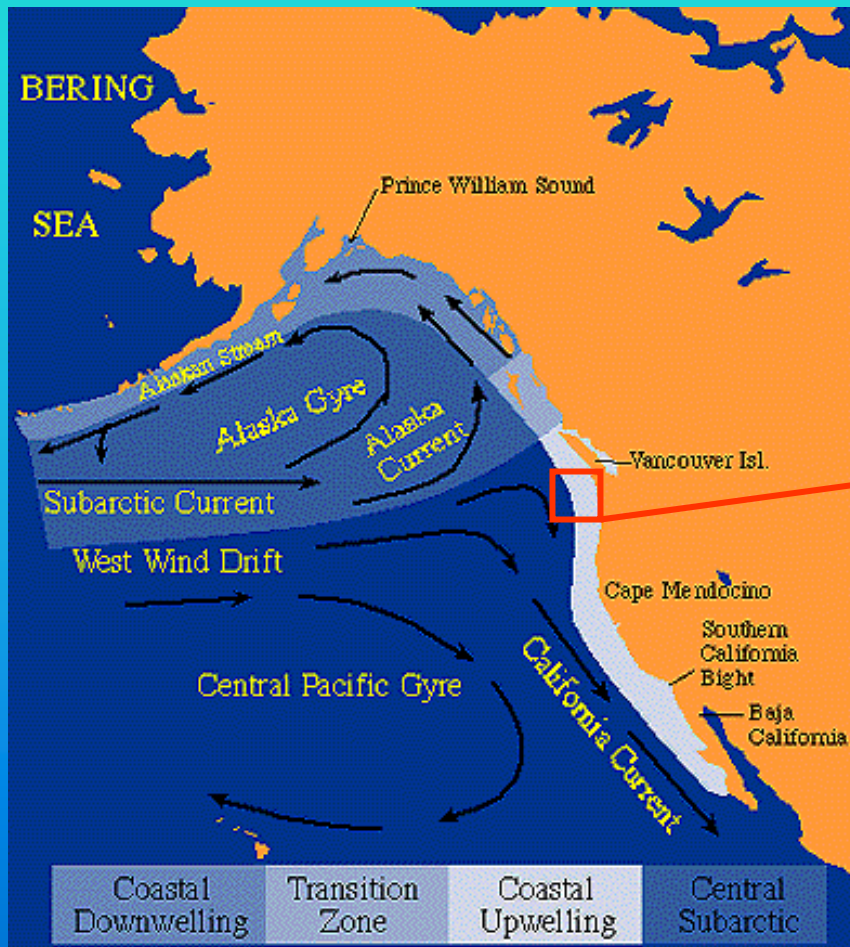 BERING
SEA
Prince William Sound
Alaskan Stream
Alaska Gyre
Alaska
Current
Vancouver Isl.
Subarctic Current
West Wind Drift
Cape Mendocino
Southern
California
Bight
Central Pacific Gyre
California Current
Baja
California
Coastal
Downwelling
Transition
Zone
Coastal
Upwelling
Central
Subarctic